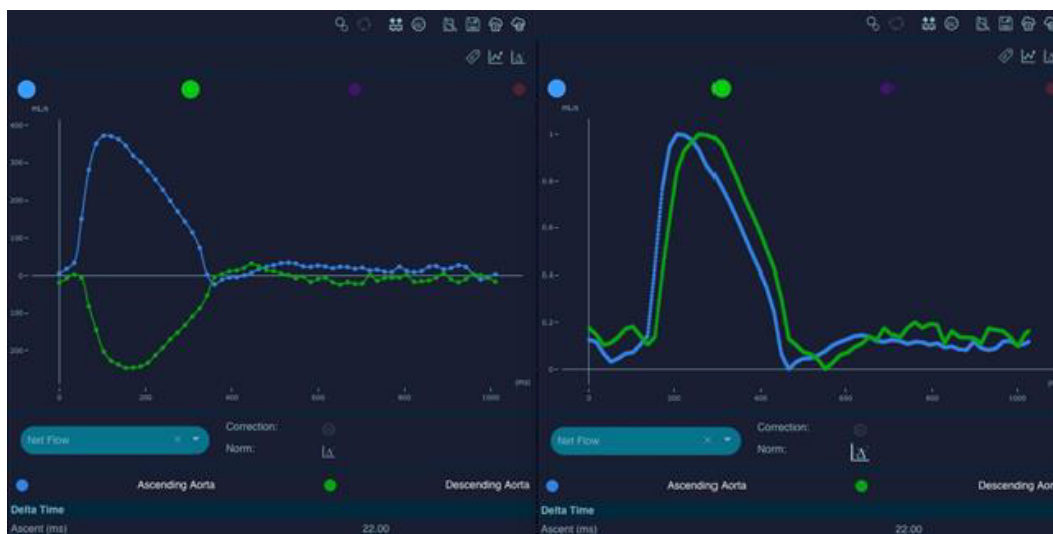 mL/s
400
300
200
100
0
100
200
0
200
400
600
800
1000
(ms)
Net Flow
Correction:
Norm:
Ascending Aorta
Descending Aorta
Delta Time
Ascent (ms)
22.00
mL/s
1
0.8
0.6
0.4
0.2
0
0
200
400
600
800
1000
Net Flow
Correction:
Norm:
Ascending Aorta
Descending Aor
Delta Time
Ascent (ms)
22.00